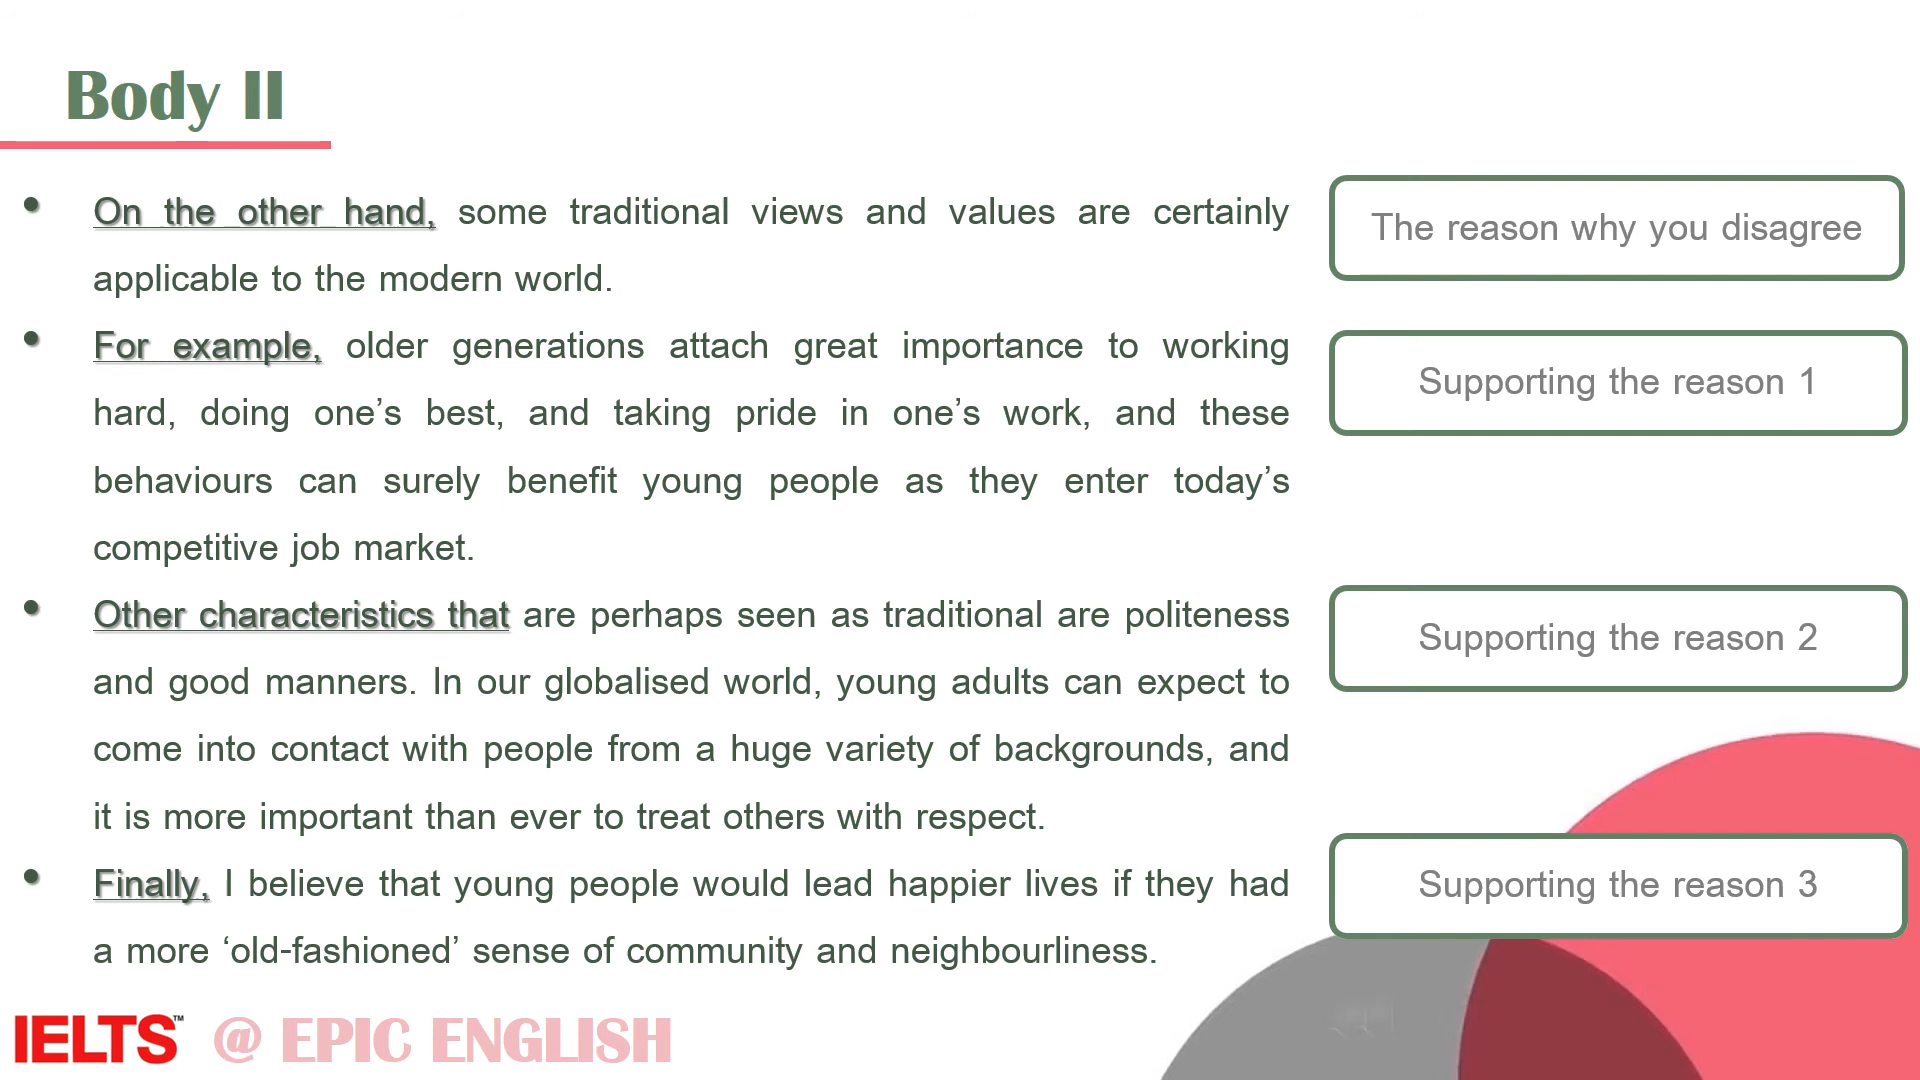 Body II
• On the other hand, some traditional views and values are certainly
applicable to the modern world.
The reason why you disagree
• For example, older generations attach great importance to working
hard, doing one’s best, and taking pride in one’s work, and these
behaviours can surely benefit young people as they enter today’s
competitive job market.
Supporting the reason 1
• Other characteristics that are perhaps seen as traditional are politeness
and good manners. In our globalised world, young adults can expect to
come into contact with people from a huge variety of backgrounds, and
it is more important than ever to treat others with respect.
Supporting the reason 2
• Finally, I believe that young people would lead happier lives if they had
a more ‘old-fashioned’ sense of community and neighbourliness.
Supporting the reason 3
IELTS™ @ EPIC ENGLISH